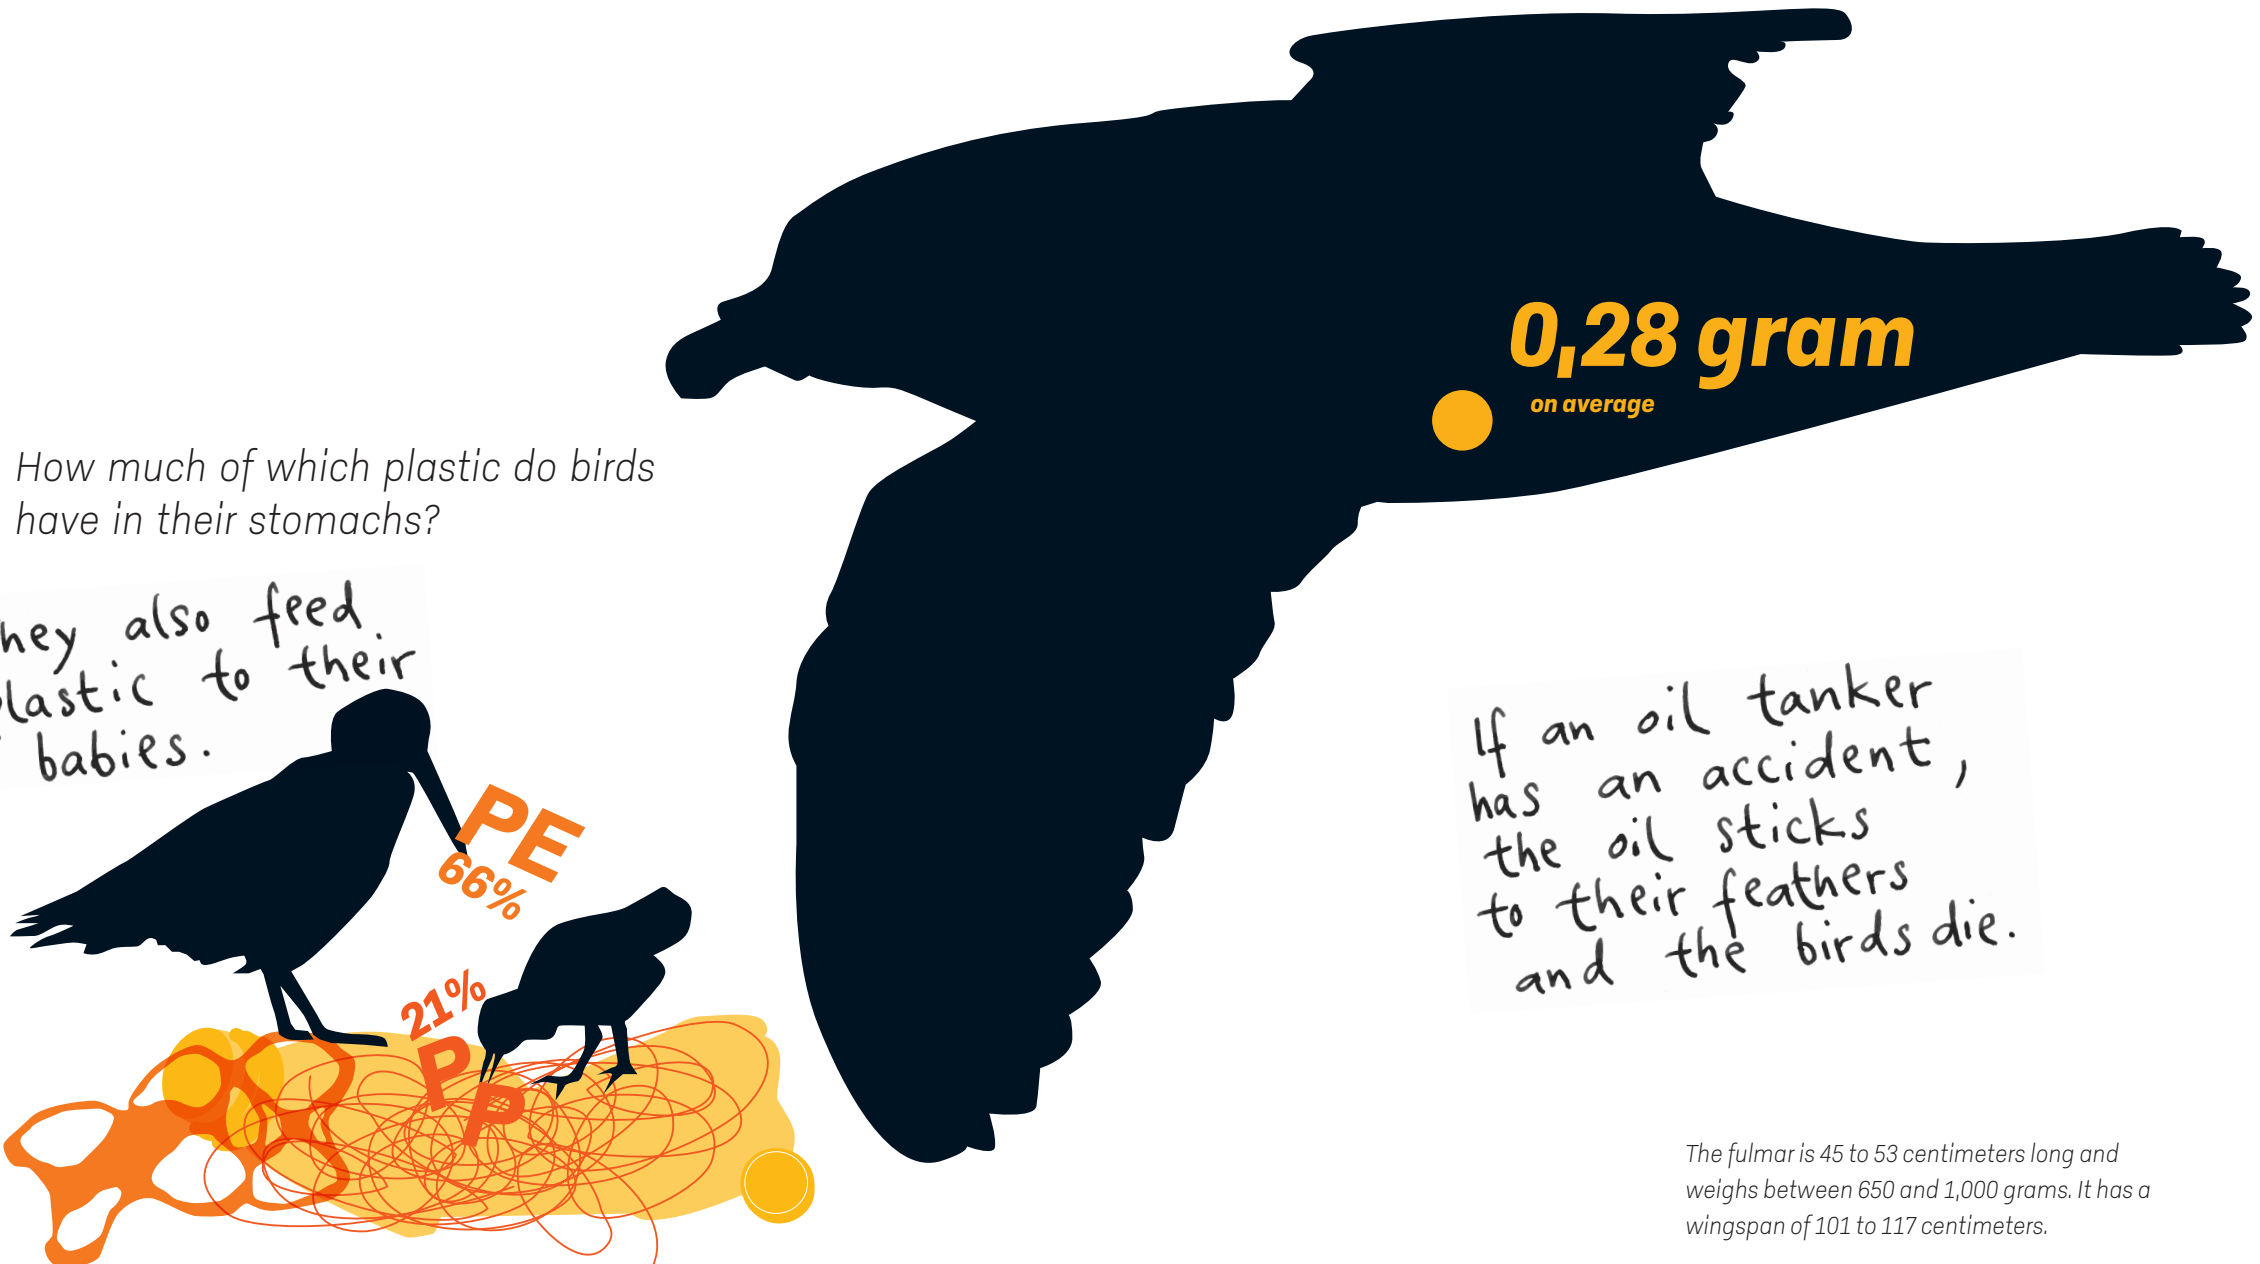 0,28 gram
on average
How much of which plastic do birds
have in their stomachs?
hey also feed
lastic to their
babies.
PE
66%
21%
PP
If an oil tanker
has an accident,
the oil sticks
to their feathers
and the birds die.
The fulmar is 45 to 53 centimeters long and
weighs between 650 and 1,000 grams. It has a
wingspan of 101 to 117 centimeters.